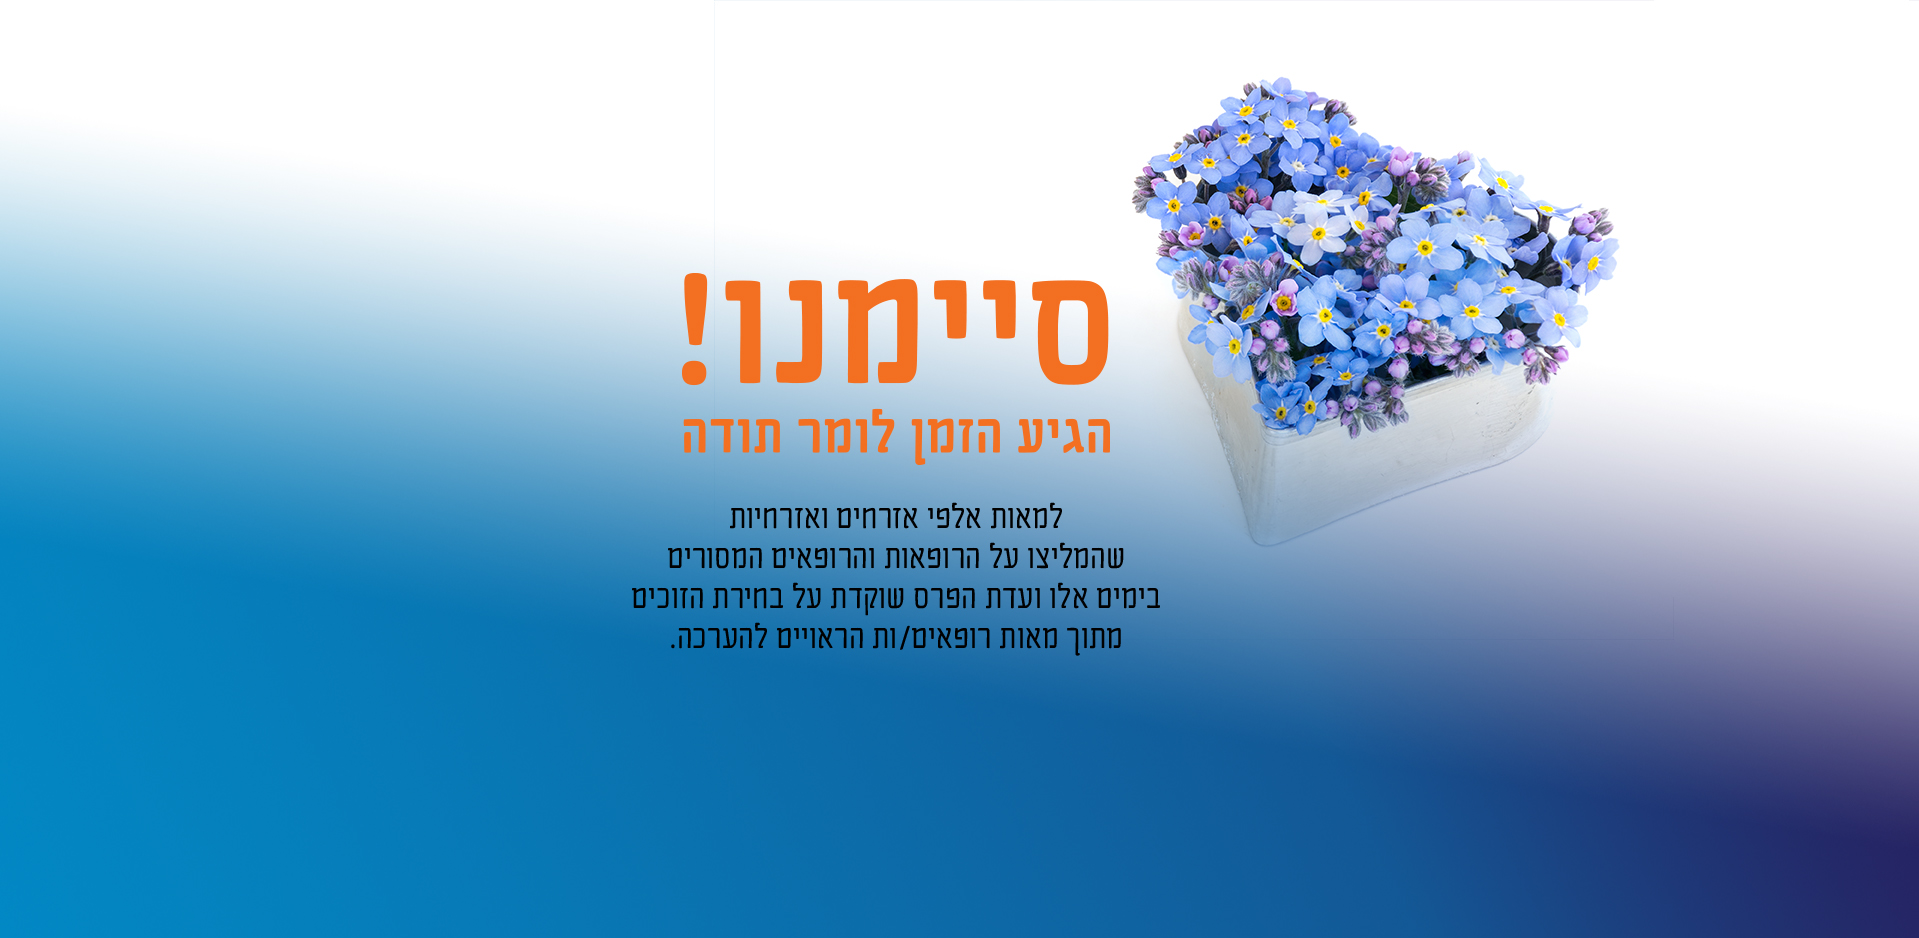 סיימנו!
הגיע הזמן לומר תודה
למאות אלפי אזרחים ואזרחיות
שהמליצו על הרופאות והרופאים המסורים
בימים אלו ועדת הפרס שוקדת על בחירת הזוכים
מתוך מאות רופאים/ות הראויים להערכה.